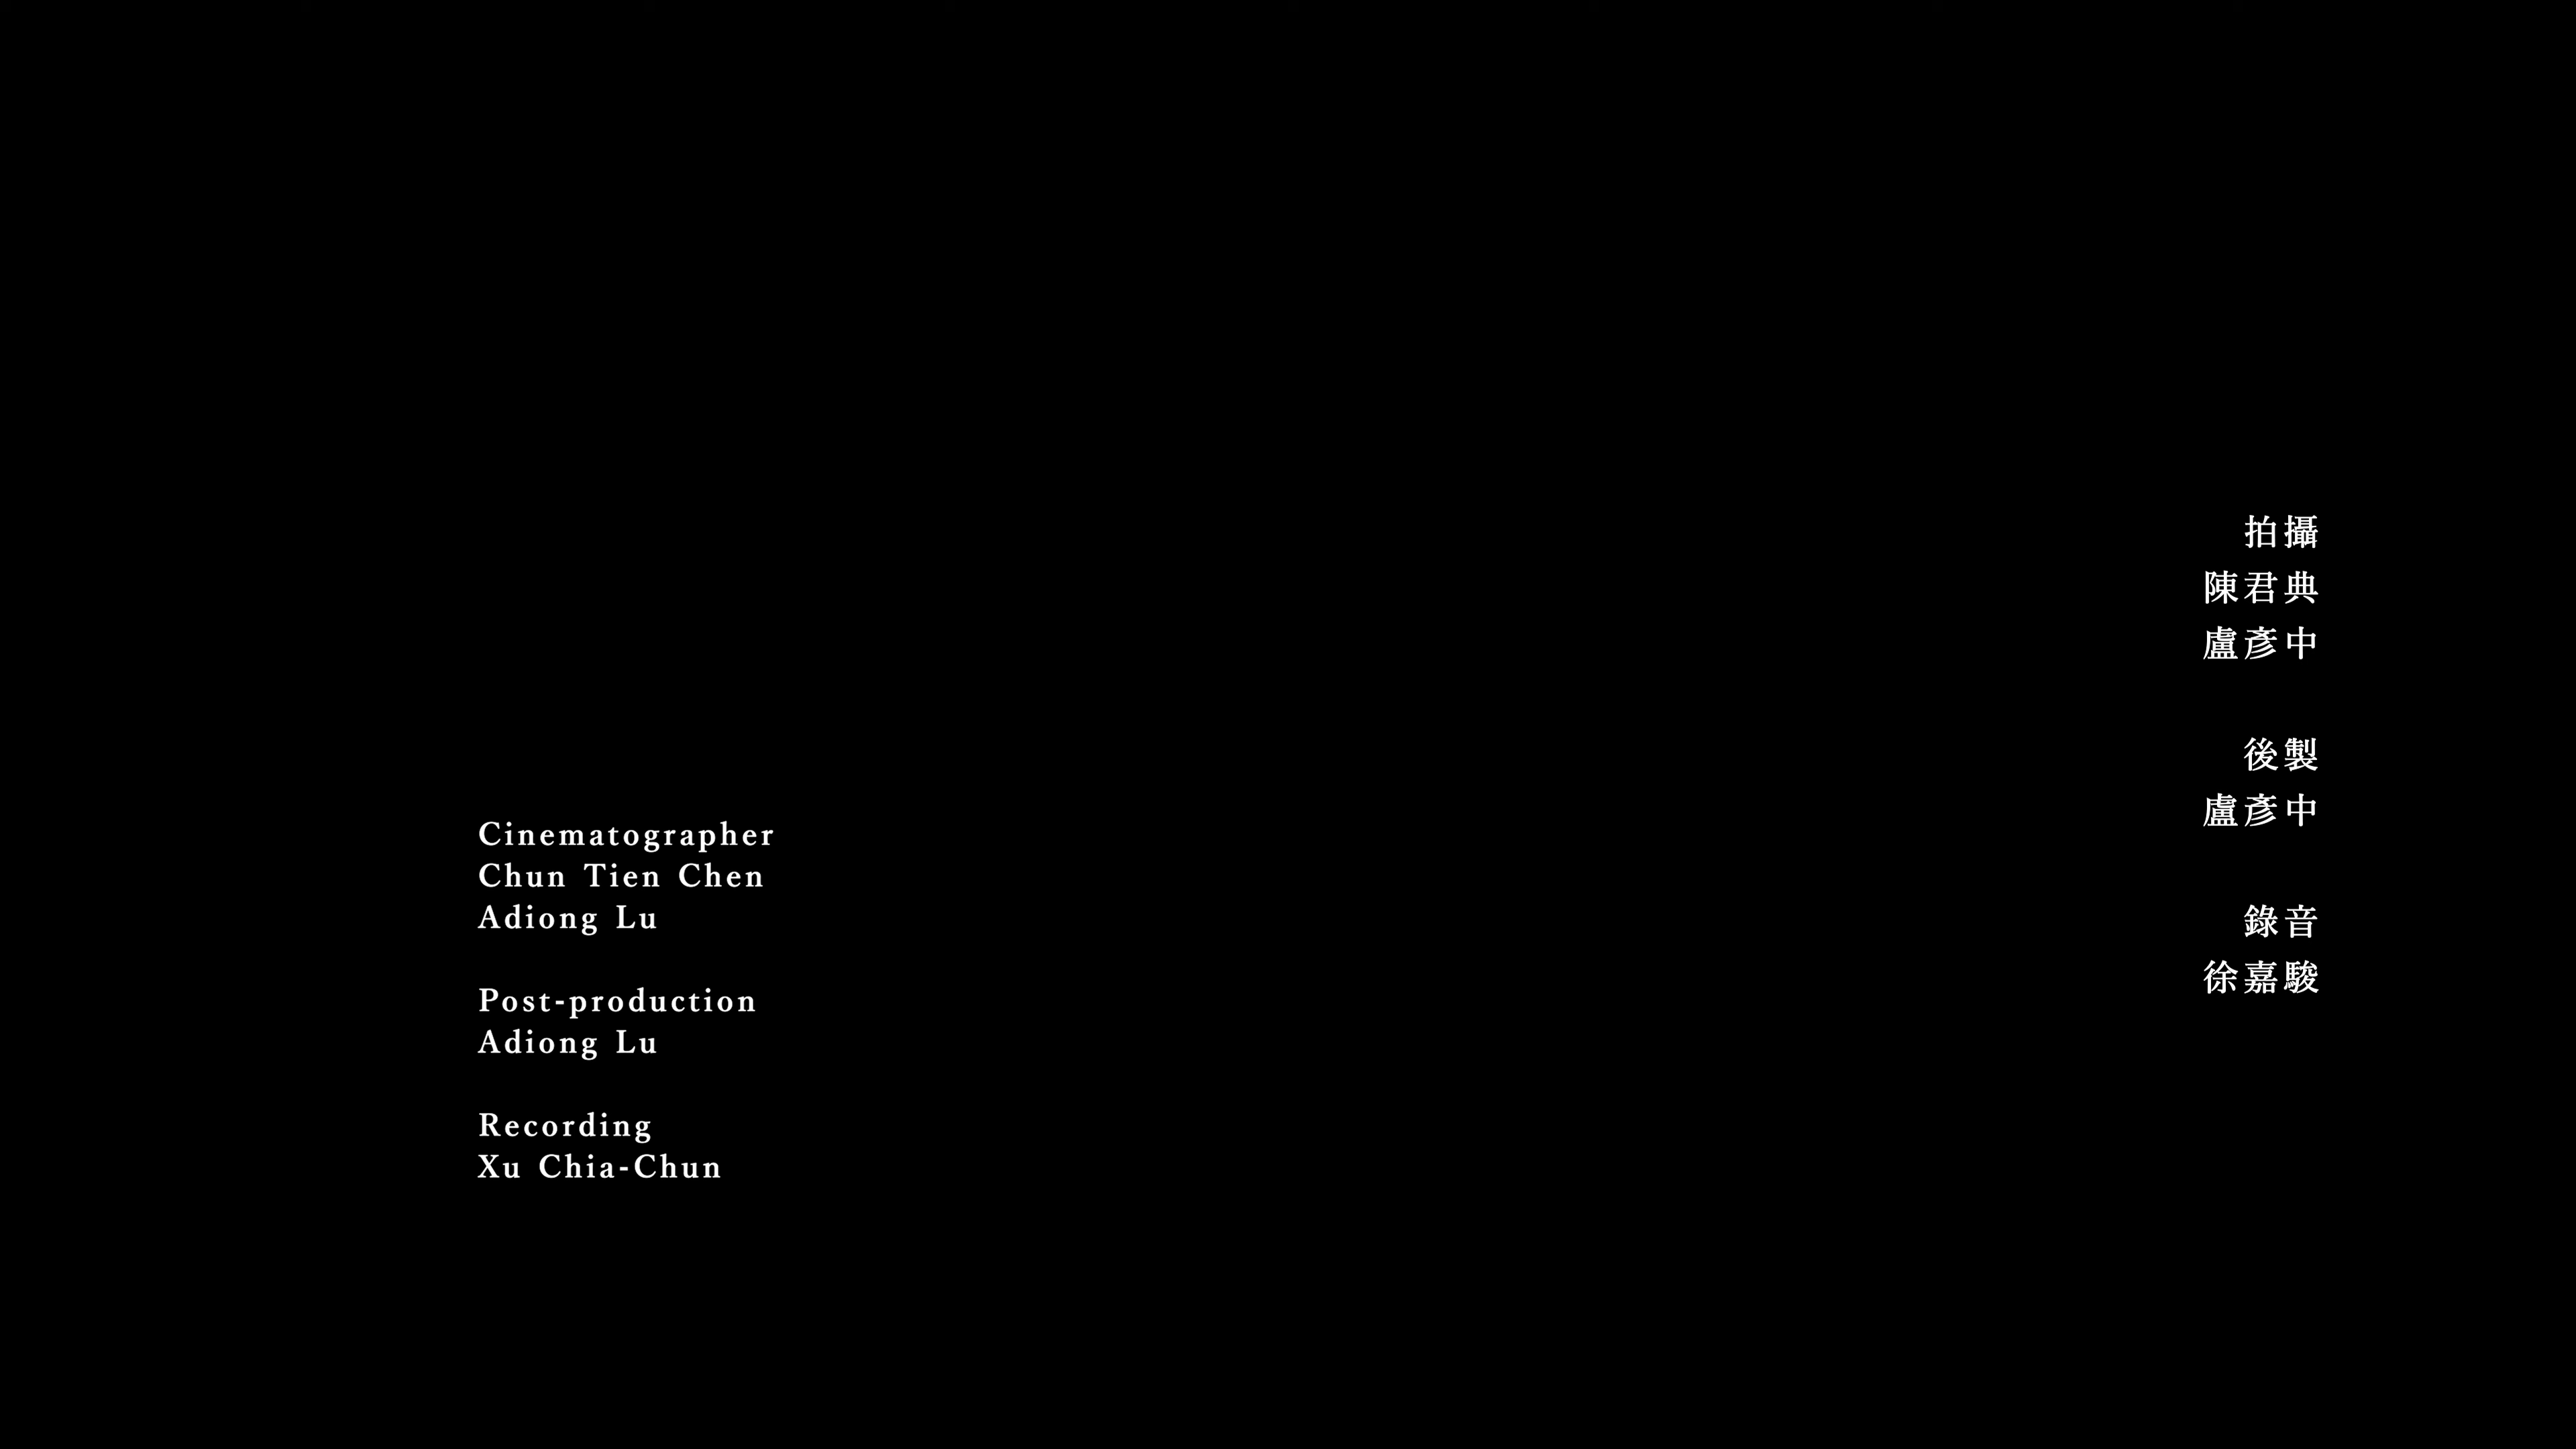 Cinematographer
Chun Tien Chen
Adiong Lu
Post-production
Adiong Lu
Recording
Xu Chia-Chun
拍攝
陳君典
盧彥中
後製
盧彥中
錄音
徐嘉駿